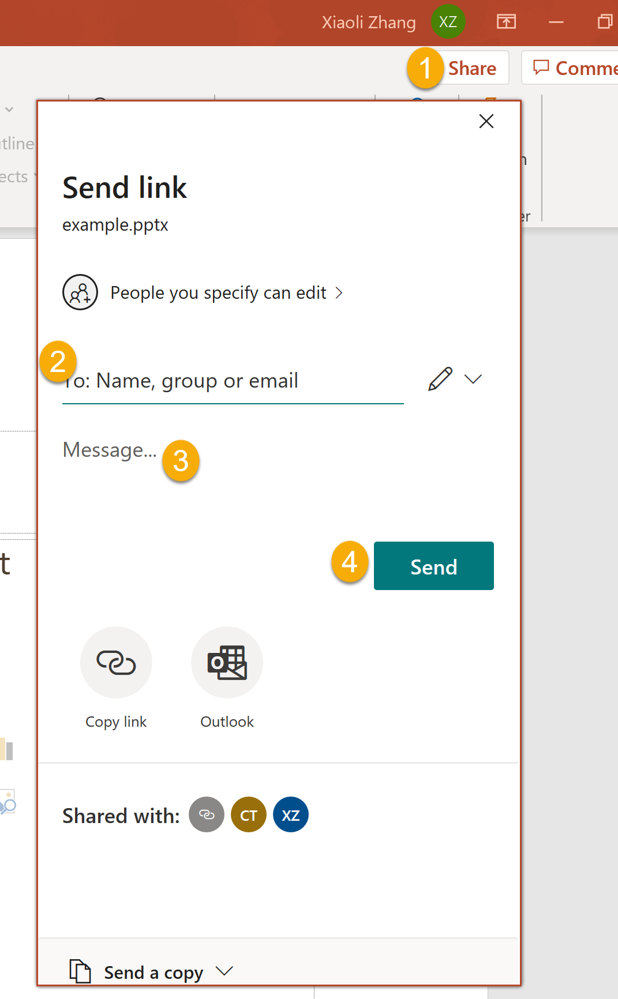 Xiaoli Zhang XZ
1 Share Comme
tline
ects
n
er
Send link
example.pptx
People you specify can edit
2
To: Name, group or email
Message...
3
4 Send
t
O
Copy link Outlook
Shared with: CT XZ
Send a copy